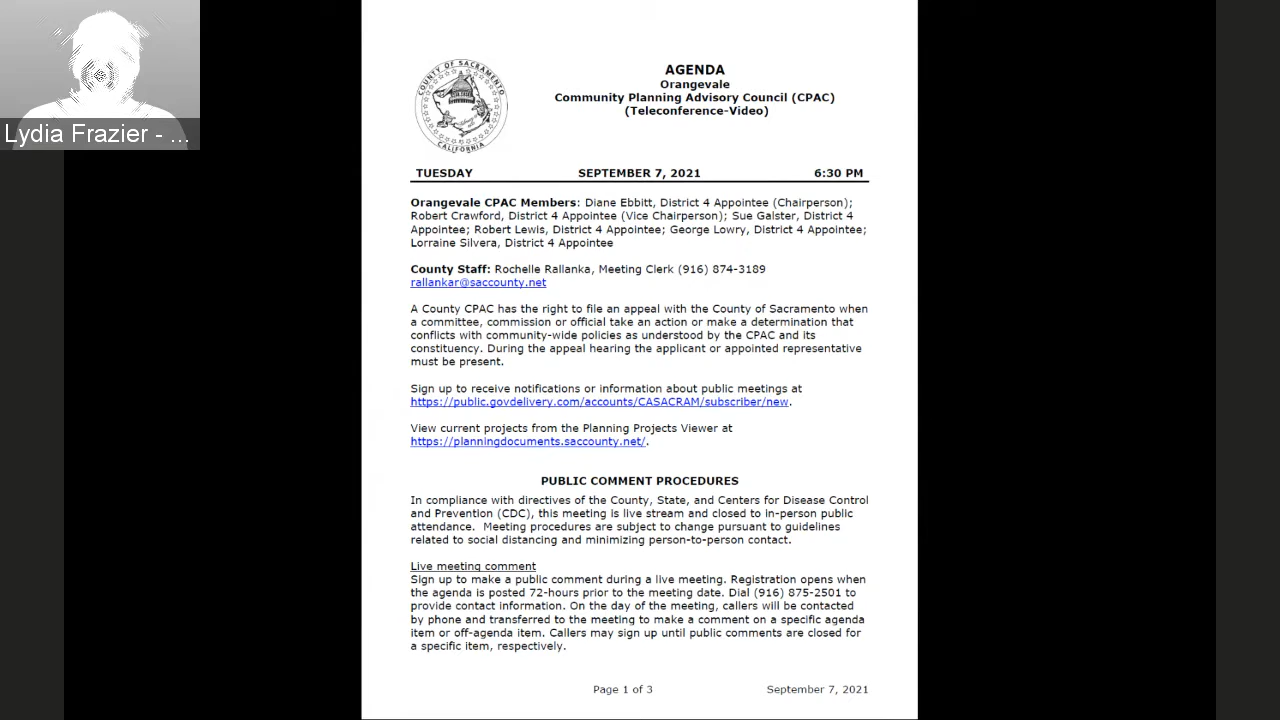 Lydia Frazier - ...
COUNTY OF SACRAMENTO
CALIFORNIA
AGENDA
Orangevale
Community Planning Advisory Council (CPAC)
(Teleconference-Video)
TUESDAY SEPTEMBER 7, 2021 6:30 PM
Orangevale CPAC Members: Diane Ebbitt, District 4 Appointee (Chairperson);
Robert Crawford, District 4 Appointee (Vice Chairperson); Sue Galster, District 4
Appointee; Robert Lewis, District 4 Appointee; George Lowry, District 4 Appointee;
Lorraine Silvera, District 4 Appointee
County Staff: Rochelle Rallanka, Meeting Clerk (916) 874-3189
rallankar@saccounty.net
A County CPAC has the right to file an appeal with the County of Sacramento when
a committee, commission or official take an action or make a determination that
conflicts with community-wide policies as understood by the CPAC and its
constituency. During the appeal hearing the applicant or appointed representative
must be present.
Sign up to receive notifications or information about public meetings at
https://public.govdelivery.com/accounts/CASACRAM/subscriber/new.
View current projects from the Planning Projects Viewer at
https://planningdocuments.saccounty.net/.
PUBLIC COMMENT PROCEDURES
In compliance with directives of the County, State, and Centers for Disease Control
and Prevention (CDC), this meeting is live stream and closed to in-person public
attendance. Meeting procedures are subject to change pursuant to guidelines
related to social distancing and minimizing person-to-person contact.
Live meeting comment
Sign up to make a public comment during a live meeting. Registration opens when
the agenda is posted 72-hours prior to the meeting date. Dial (916) 875-2501 to
provide contact information. On the day of the meeting, callers will be contacted
by phone and transferred to the meeting to make a comment on a specific agenda
item or off-agenda item. Callers may sign up until public comments are closed for
a specific item, respectively.
Page 1 of 3 September 7, 2021